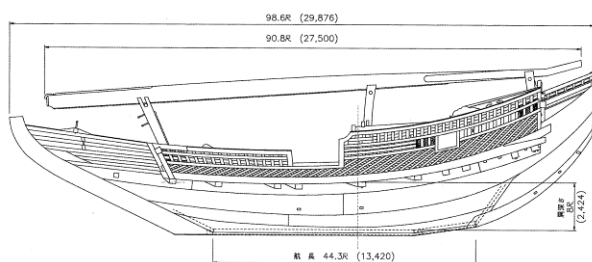 98.6尺 (29,876)
90.8尺 (27,500)
8尺
(2,424)
航 長 44.3尺 (13,420)